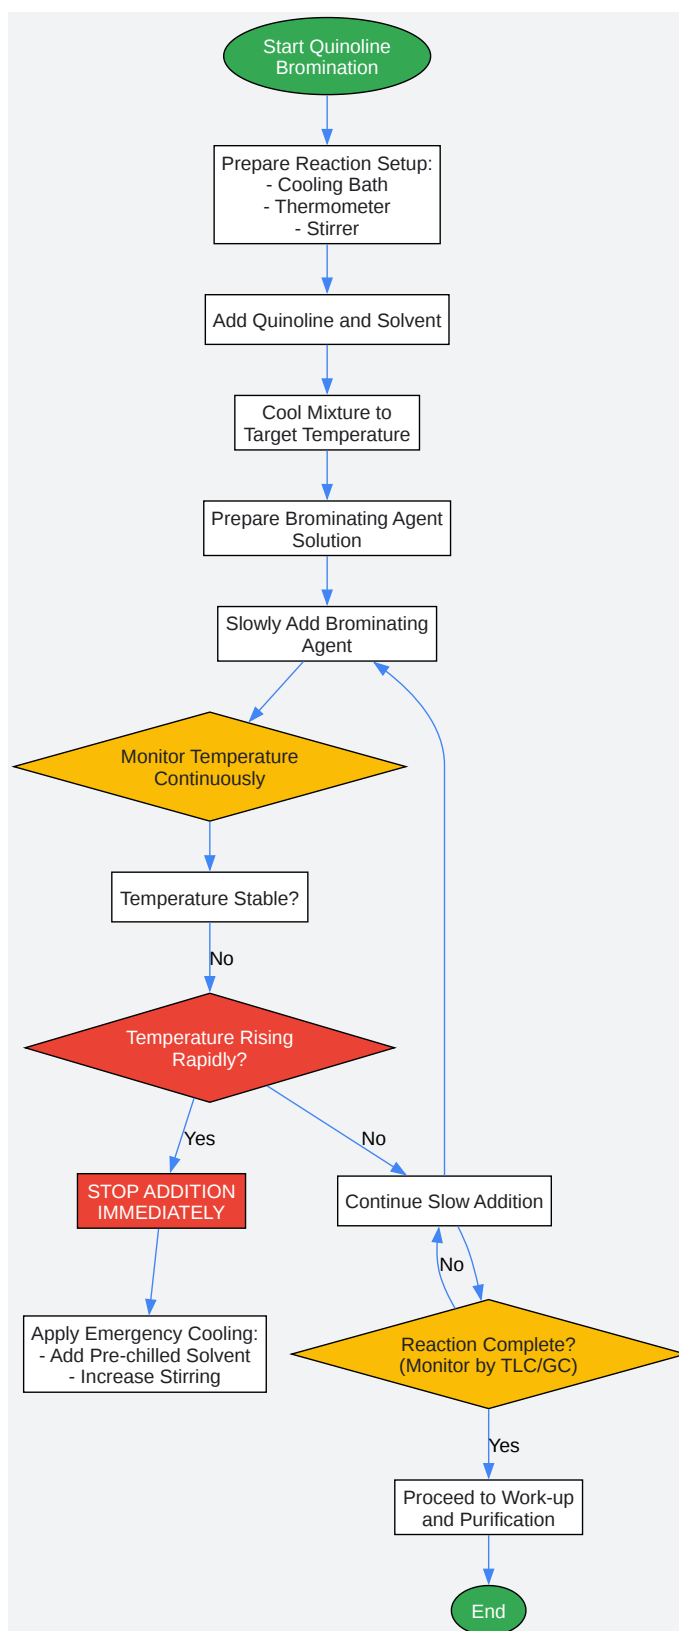 Start Quinoline
Bromination
Prepare Reaction Setup:
- Cooling Bath
- Thermometer
- Stirrer
Add Quinoline and Solvent
Cool Mixture to
Target Temperature
Prepare Brominating Agent
Solution
Slowly Add Brominating
Agent
Monitor Temperature
Continuously
Temperature Stable?
No
Temperature Rising
Rapidly?
Yes
No
STOP ADDITION
IMMEDIATELY
Continue Slow Addition
No
Apply Emergency Cooling:
- Add Pre-chilled Solvent
- Increase Stirring
Reaction Complete?
(Monitor by TLC/GC)
Yes
Proceed to Work-up
and Purification
End